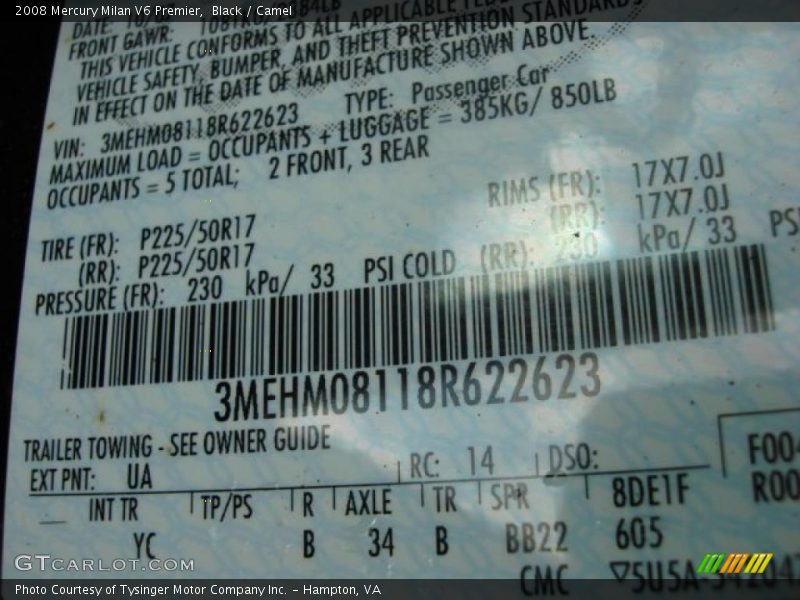 2008 Mercury Milan V6 Premier, Black / Camel
DATE:
FRONT GAWR:
THIS VEHICLE CONFORMS TO ALL APPLICABLE
VEHICLE SAFETY, BUMPER, AND THEFT PREVENTION STANDARDS
IN EFFECT ON THE DATE OF MANUFACTURE SHOWN ABOVE.
VIN: 3MEHM08118R622623 TYPE: Passenger Car
MAXIMUM LOAD = OCCUPANTS + LUGGAGE = 385KG/ 850LB
OCCUPANTS = 5 TOTAL; 2 FRONT, 3 REAR
RIMS (FR): 17X7.0J
(RR): 17X7.0J
TIRE (FR): P225/50R17
(RR): P225/50R17
PRESSURE (FR): 230 kPa/ 33 PSI COLD (RR): 230 kPa/ 33 PSI
3MEHM08118R622623
TRAILER TOWING - SEE OWNER GUIDE
EXT PNT: UA RC: 14 DSO:
INT TR TP/PS R AXLE TR SPR 8DE1F
YC B 34 B BB22 605
CMC
GTCARLOT.COM
Photo Courtesy of Tysinger Motor Company Inc. - Hampton, VA